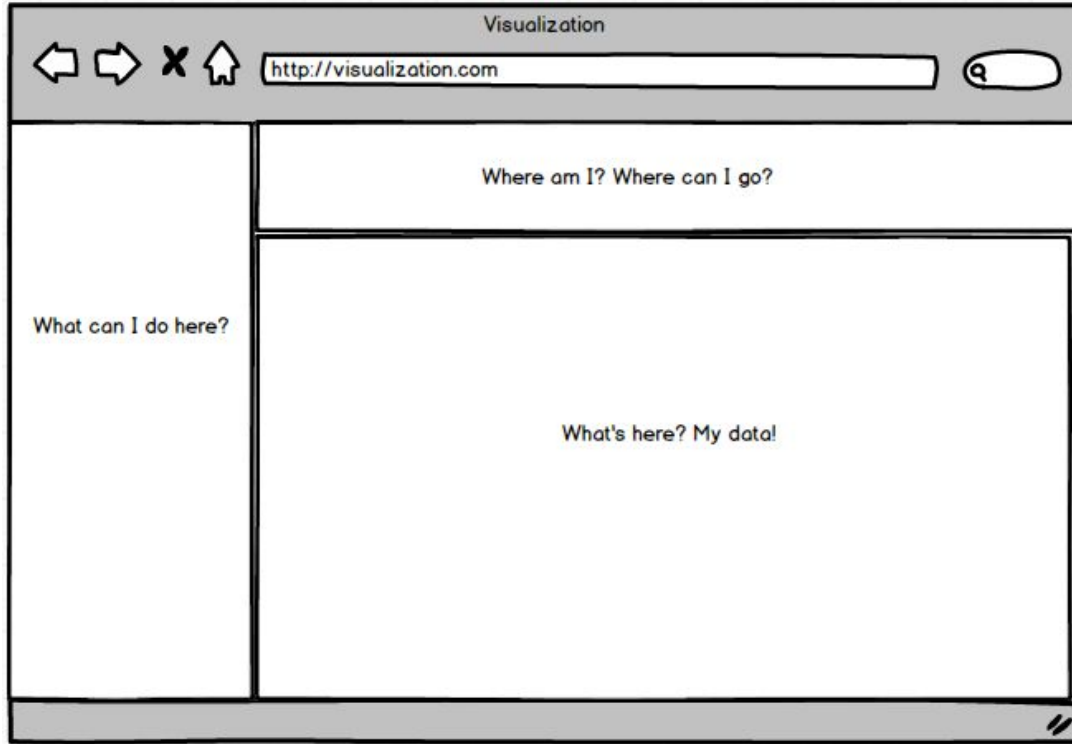 Visualization
http://visualization.com
Where am I? Where can I go?
What can I do here?
What's here? My data!